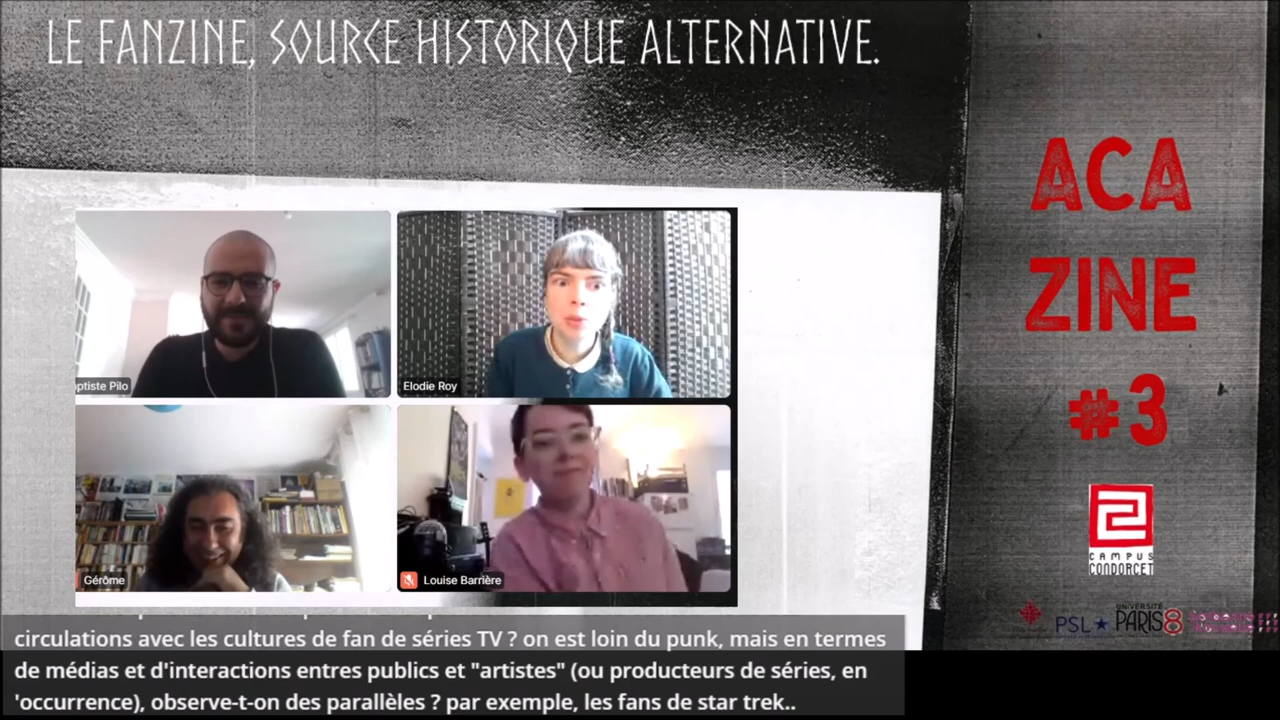 LE FANZINE, SOURCE HISTORIQUE ALTERNATIVE.
ACA
ZINE
#3
CAMPUS
CONDORCET
PSL
UNIVERSITÉ
PARIS 8
aptiste Pilo
Elodie Roy
Gérôme
Louise Barrière
circulations avec les cultures de fan de séries TV ? on est loin du punk, mais en termes
de médias et d'interactions entres publics et "artistes" (ou producteurs de séries, en
'occurrence), observe-t-on des parallèles ? par exemple, les fans de star trek..